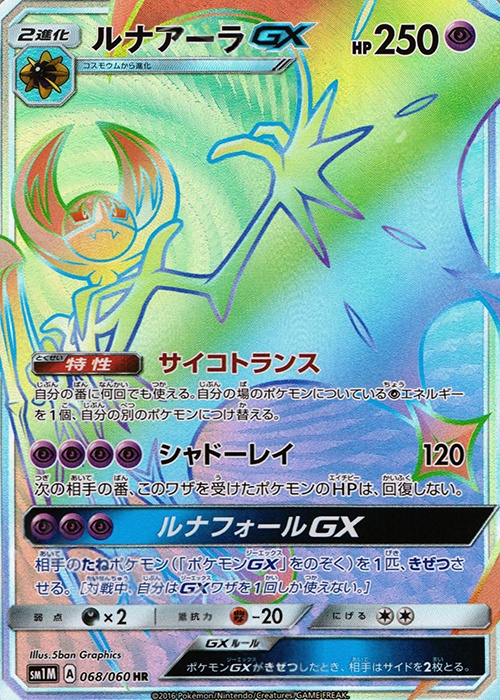 2進化
ルナアーラGX
HP 250
コスモウムから進化
とくせい
特性 サイコトランス
自分の番に何回でも使える。自分の場のポケモンについているエネルギー
を1個、自分の別のポケモンにつけ替える。
シャドーレイ 120
次の相手の番、このワザを受けたポケモンのHPは、回復しない。
ルナフォールGX
相手のたねポケモン(「ポケモンGX」をのぞく)を1匹、きぜつさ
せる。[対戦中、自分はGXワザを1回しか使えない。]
弱点 ×2 抵抗力 -20 にげる
Illus. 5ban Graphics
GXルール
SM1M A 068/060 HR
ポケモンGXがきぜつしたとき、相手はサイドを2枚とる。
©2016 Pokémon/Nintendo/Creatures/GAME FREAK.